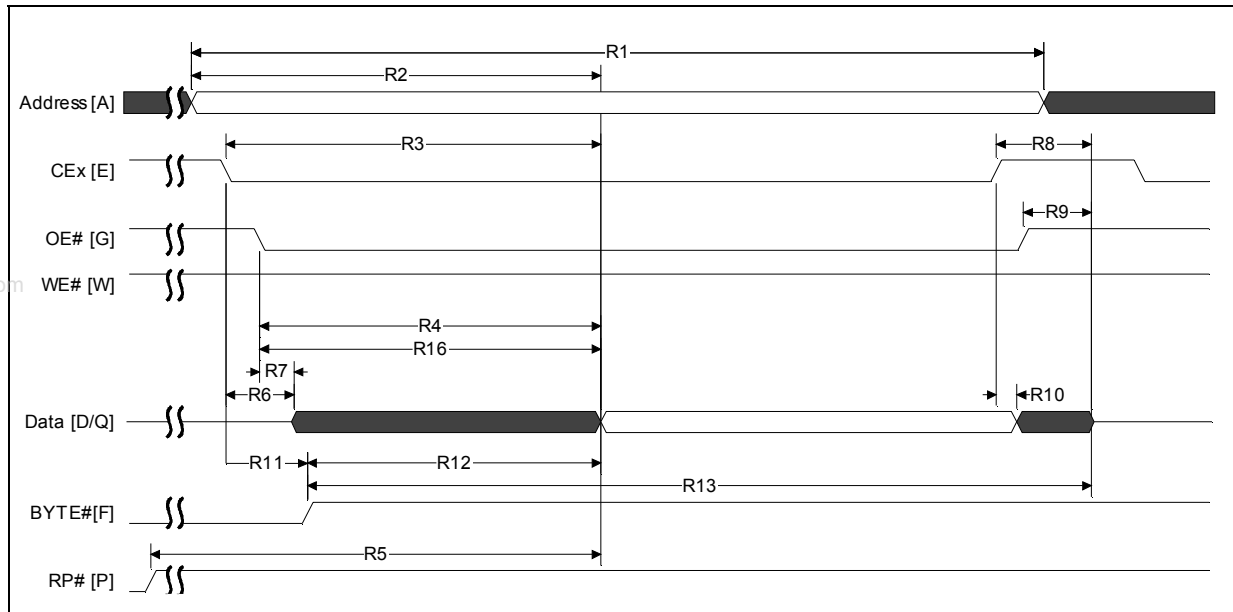 R1
R2
Address [A]
R3
R8
CEx [E]
R9
OE# [G]
om
WE# [W]
R4
R16
R7
R6
R10
Data [D/Q]
R11
R12
R13
BYTE#[F]
R5
RP# [P]